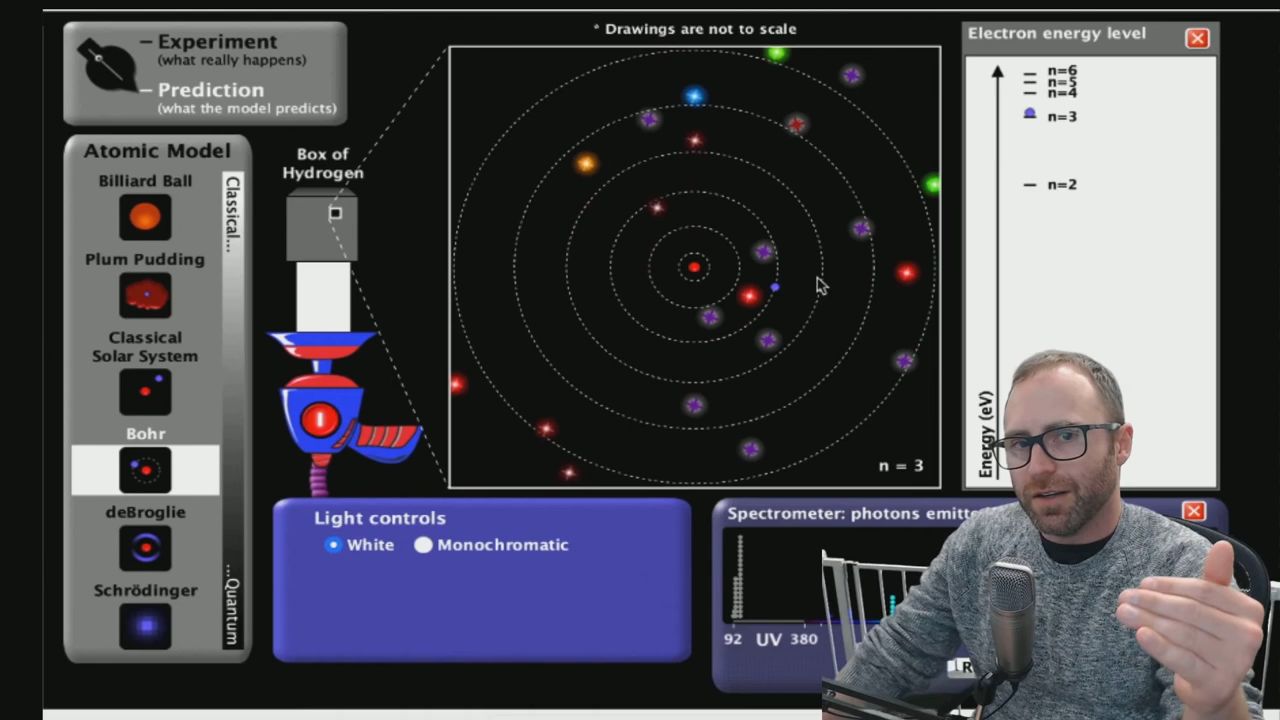 * Drawings are not to scale
Experiment
(what really happens)
Prediction
(what the model predicts)
Atomic Model
Billiard Ball
Plum Pudding
Classical
Solar System
Bohr
deBroglie
Schrödinger
Classical...
...Quantum
Box of
Hydrogen
n = 3
Electron energy level
n=6
n=5
n=4
n=3
n=2
Energy (eV)
Light controls
White
Monochromatic
Spectrometer: photons
92
UV
380